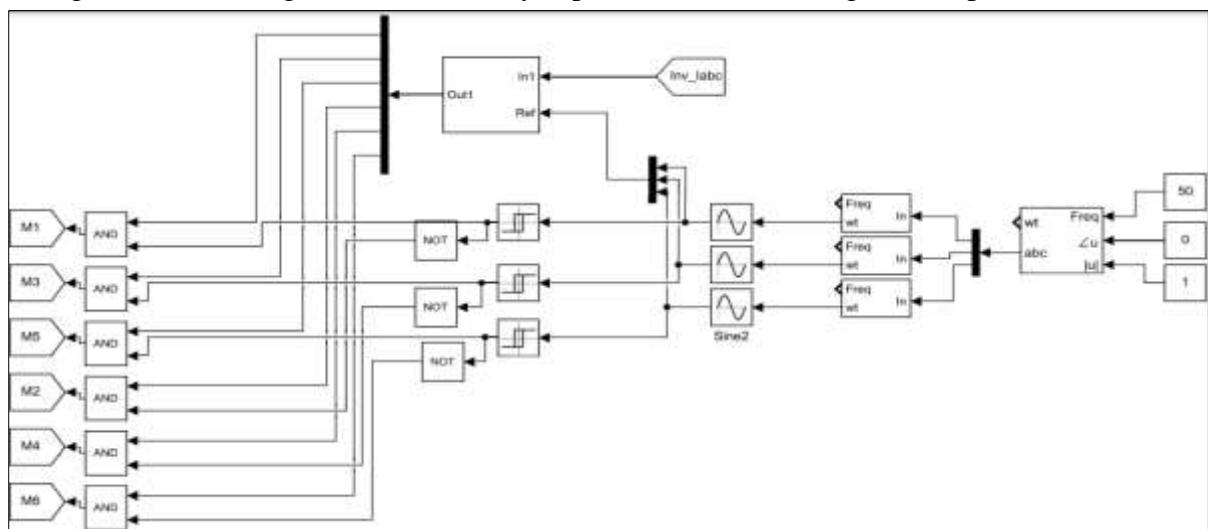 In1
Out1
Ref
Inv_Iabc
50
0
1
Freq
wt
∠u
abc
|u|
Freq
wt
In
Freq
wt
In
Freq
wt
In
Sine2
NOT
NOT
NOT
M1
AND
M3
AND
M5
AND
M2
AND
M4
AND
M6
AND